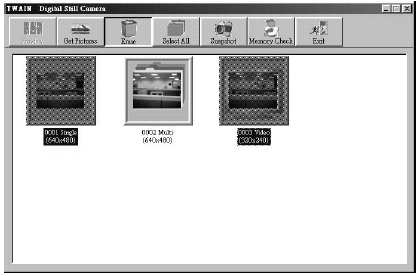 TWAIN Digital Still Camera
Get Pictures Erase Select All Snapshot Memory Check Exit
0001 Single 0002 Multi 0003 Video
(640x480) (640x480) (320x240)